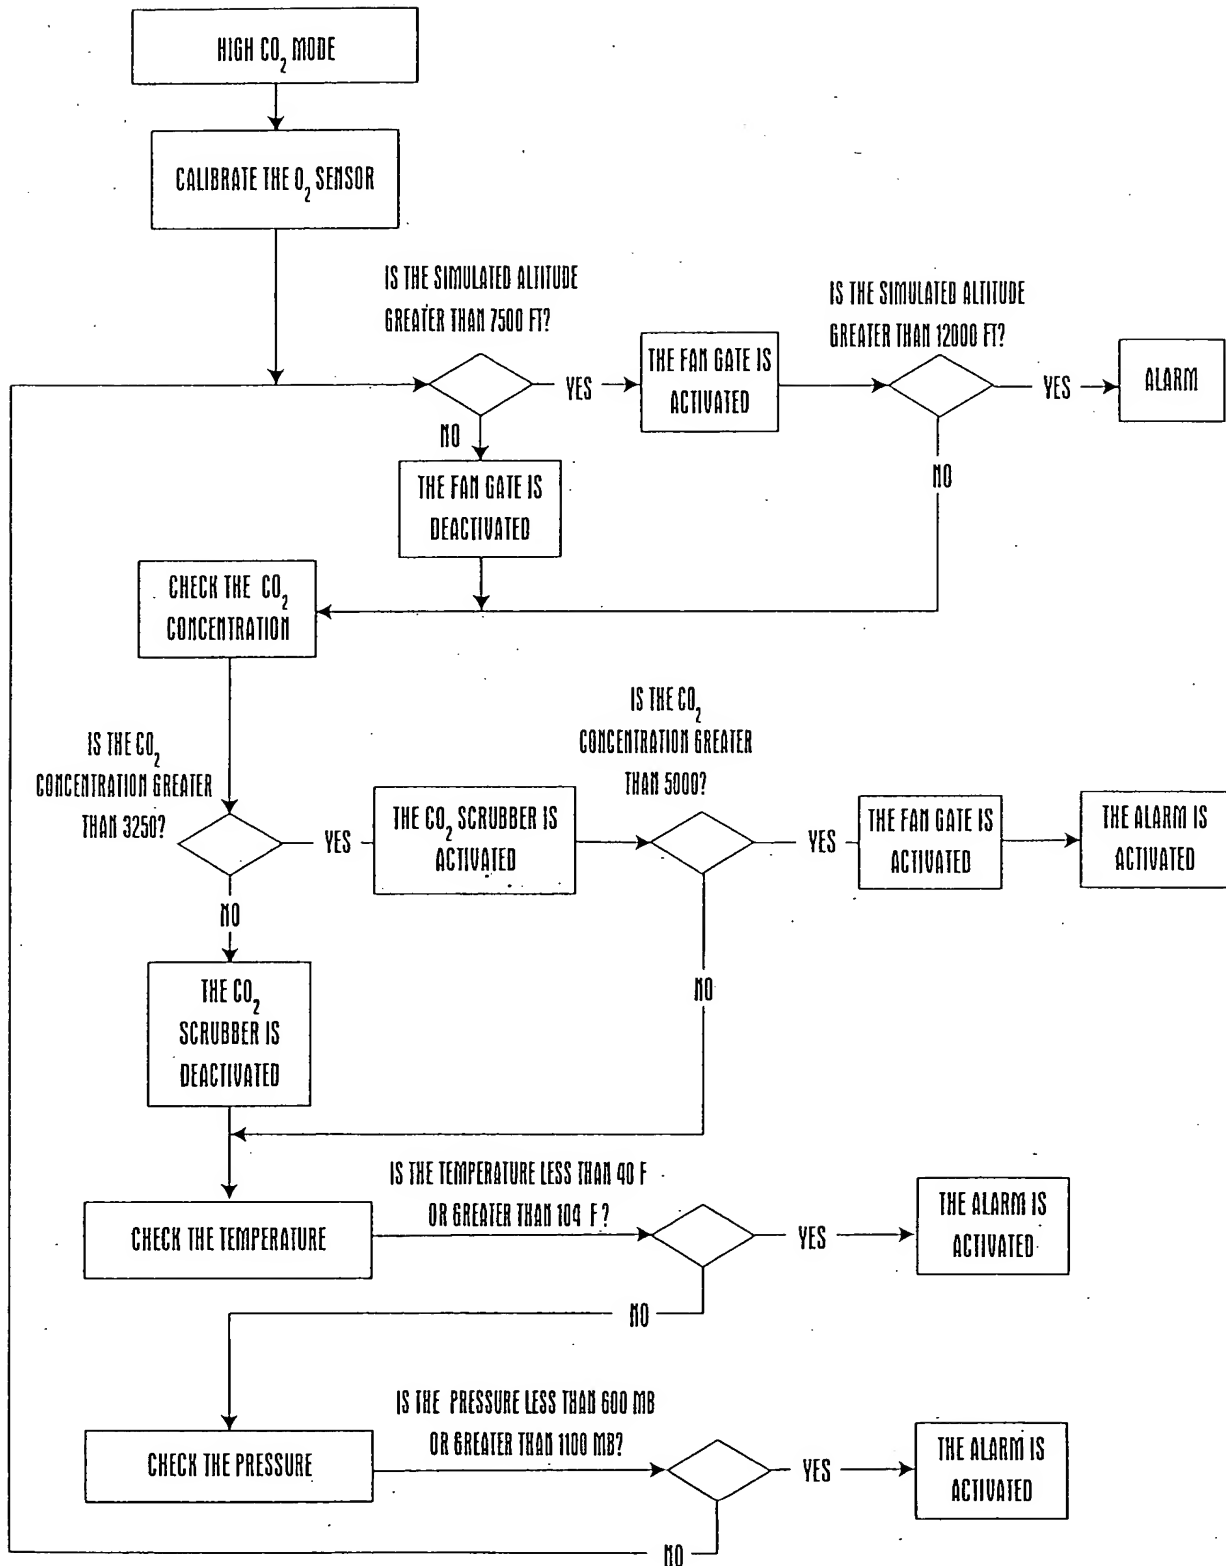 HIGH CO₂ MODE
CALIBRATE THE O₂ SENSOR
IS THE SIMULATED ALTITUDE
GREATER THAN 7500 FT?
IS THE SIMULATED ALTITUDE
GREATER THAN 12000 FT?
YES
THE FAN GATE IS
ACTIVATED
YES
ALARM
NO
NO
THE FAN GATE IS
DEACTIVATED
CHECK THE CO₂
CONCENTRATION
IS THE CO₂
CONCENTRATION GREATER
THAN 3250?
YES
THE CO₂ SCRUBBER IS
ACTIVATED
IS THE CO₂
CONCENTRATION GREATER
THAN 5000?
YES
THE FAN GATE IS
ACTIVATED
THE ALARM IS
ACTIVATED
NO
NO
THE CO₂
SCRUBBER IS
DEACTIVATED
CHECK THE TEMPERATURE
IS THE TEMPERATURE LESS THAN 40 F
OR GREATER THAN 104 F?
YES
THE ALARM IS
ACTIVATED
NO
CHECK THE PRESSURE
IS THE PRESSURE LESS THAN 600 MB
OR GREATER THAN 1100 MB?
YES
THE ALARM IS
ACTIVATED
NO